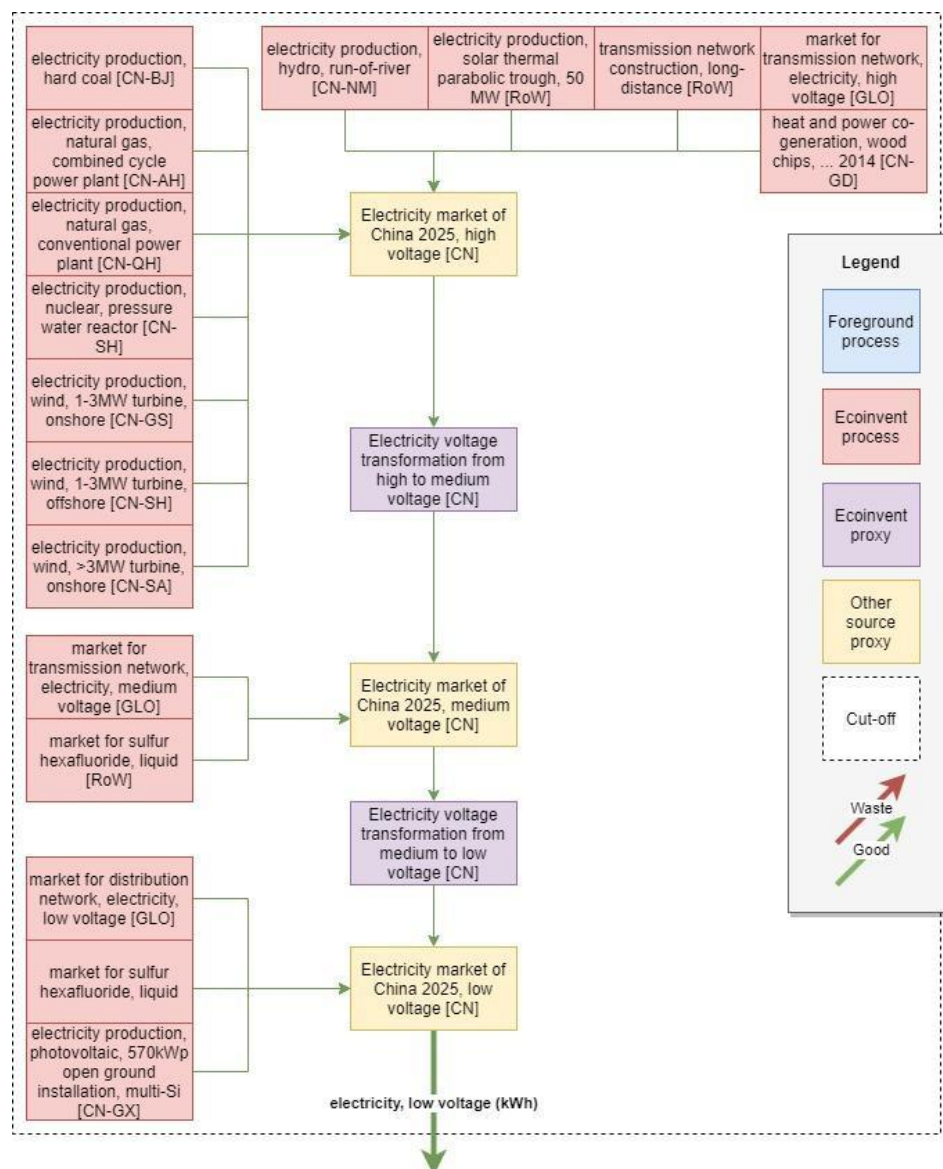 electricity production,
hard coal [CN-BJ]
electricity production,
natural gas,
combined cycle
power plant [CN-AH]
electricity production,
natural gas,
conventional power
plant [CN-QH]
electricity production,
nuclear, pressure
water reactor [CN-
SH]
electricity production,
wind, 1-3MW turbine,
onshore [CN-GS]
electricity production,
wind, 1-3MW turbine,
offshore [CN-SH]
electricity production,
wind, >3MW turbine,
onshore [CN-SA]
electricity production,
hydro, run-of-river
[CN-NM]
electricity production,
solar thermal
parabolic trough, 50
MW [RoW]
transmission network
construction, long-
distance [RoW]
market for
transmission network,
electricity, high
voltage [GLO]
heat and power co-
generation, wood
chips, ... 2014 [CN-
GD]
Electricity market of
China 2025, high
voltage [CN]
Electricity voltage
transformation from
high to medium
voltage [CN]
market for
transmission network,
electricity, medium
voltage [GLO]
market for sulfur
hexafluoride, liquid
[RoW]
Electricity market of
China 2025, medium
voltage [CN]
Electricity voltage
transformation from
medium to low
voltage [CN]
market for distribution
network, electricity,
low voltage [GLO]
market for sulfur
hexafluoride, liquid
electricity production,
photovoltaic, 570kWp
open ground
installation, multi-Si
[CN-GX]
Electricity market of
China 2025, low
voltage [CN]
electricity, low voltage (kWh)
Legend
Foreground
process
Ecoinvent
process
Ecoinvent
proxy
Other
source
proxy
Cut-off
Waste
Good